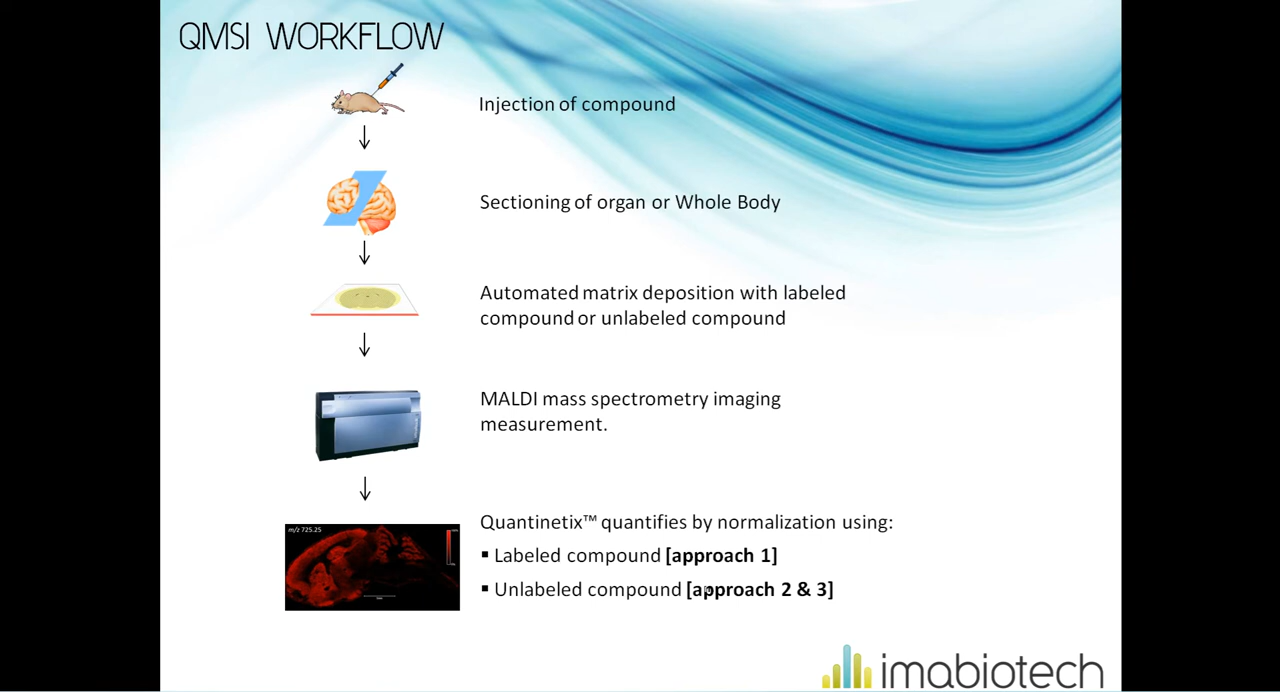 QMSI WORKFLOW
Injection of compound
Sectioning of organ or Whole Body
Automated matrix deposition with labeled
compound or unlabeled compound
MALDI mass spectrometry imaging
measurement.
m/z 725.25
Quantinetix™ quantifies by normalization using:
▪ Labeled compound [approach 1]
▪ Unlabeled compound [approach 2 & 3]
imabiotech